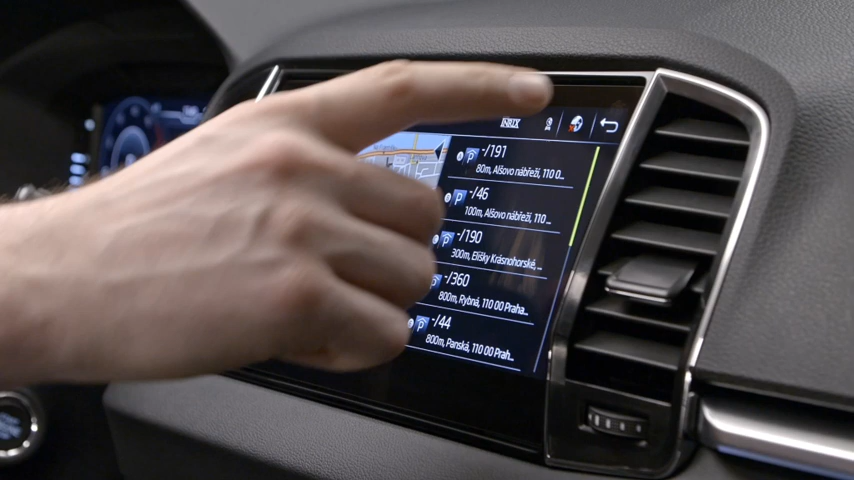 INRIX
-/191
80m, Alšovo nábřeží, 110 0...
-/46
100m, Alšovo nábřeží, 110 ...
-/190
300m, Elišky Krásnohorské, ...
-/360
800m, Rybná, 110 00 Praha...
-/44
800m, Panská, 110 00 Prah...